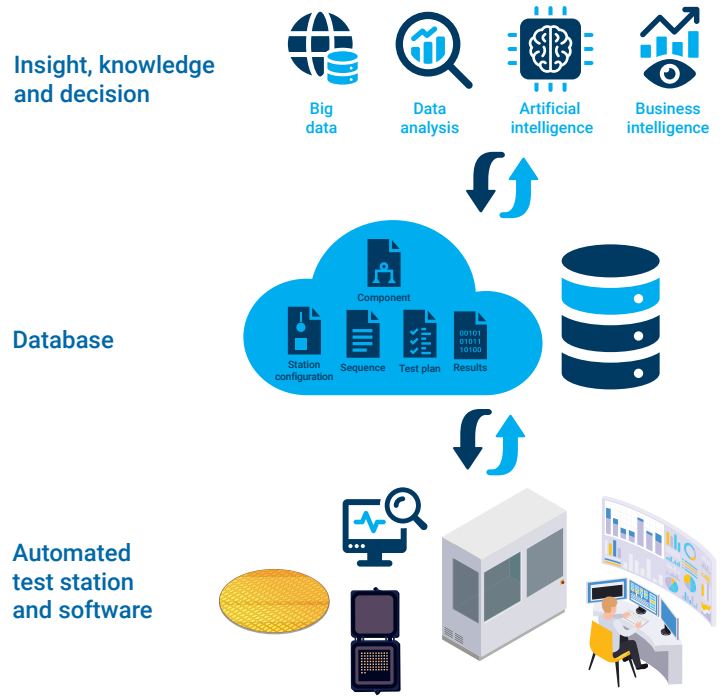 Insight, knowledge
and decision
Big
data
Data
analysis
Artificial
intelligence
Business
intelligence
Database
Component
Station
configuration
Sequence
Test plan
Results
00101
01011
10100
Automated
test station
and software